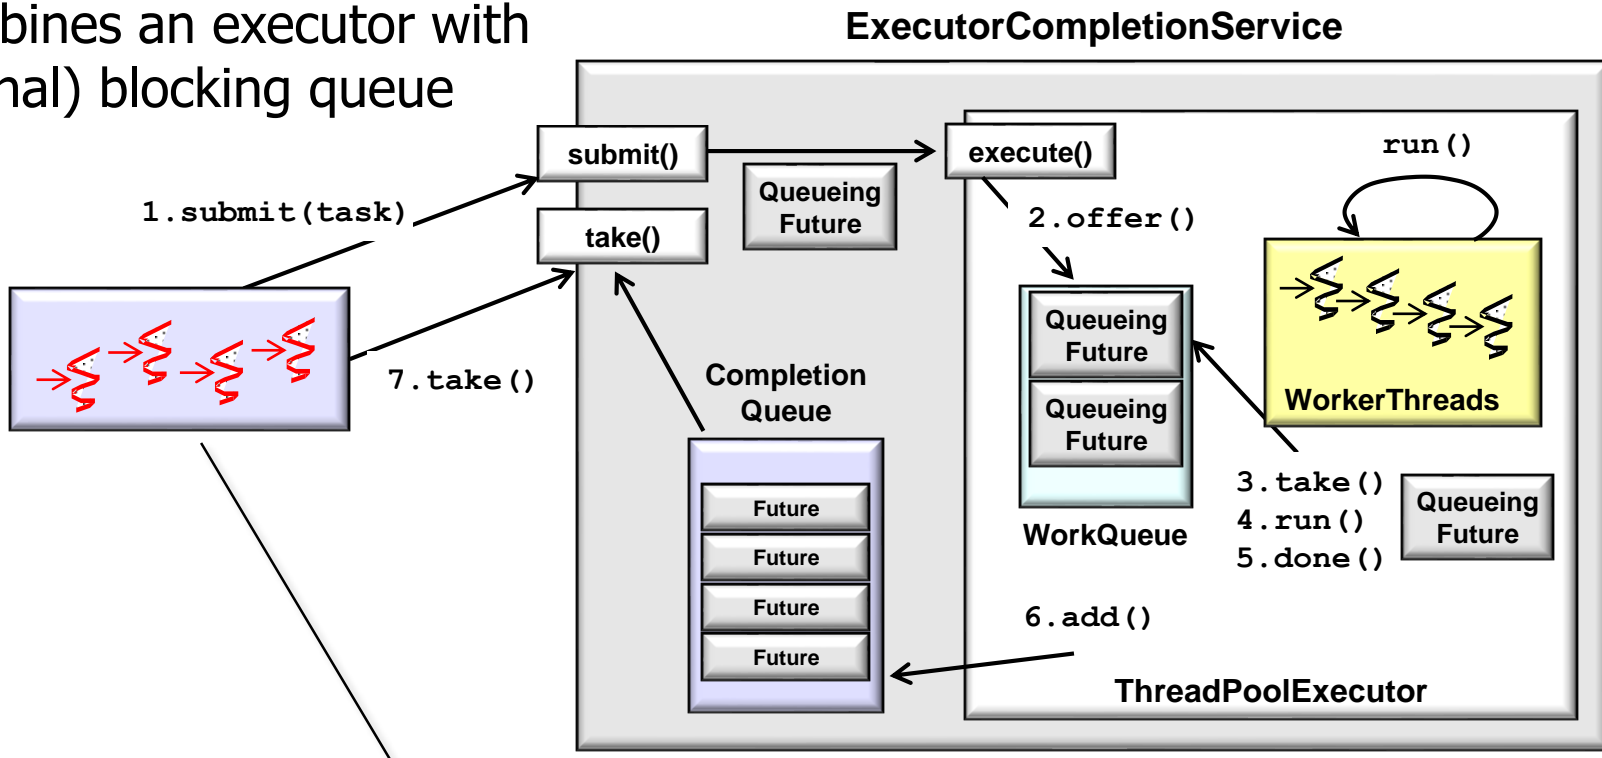 bines an executor with
nal) blocking queue
ExecutorCompletionService
submit()
execute()
run()
Queueing
Future
1.submit(task)
take()
2.offer()
7.take()
Completion
Queue
Queueing
Future
Queueing
Future
WorkerThreads
Future
Future
Future
Future
WorkQueue
3.take()
4.run()
5.done()
Queueing
Future
6.add()
ThreadPoolExecutor